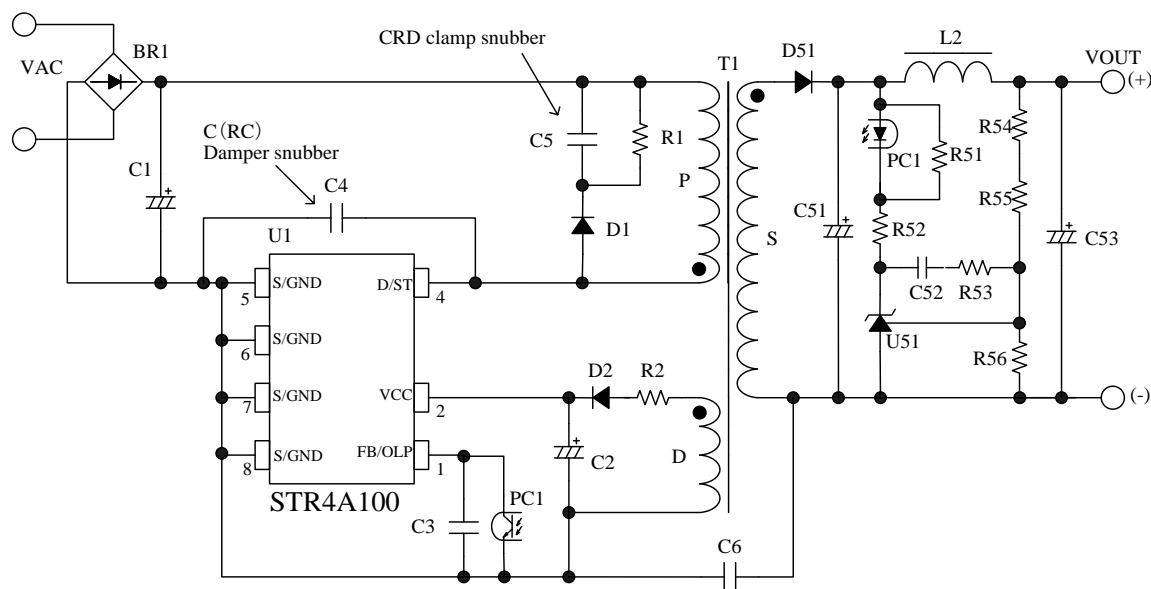 L2
CRD clamp snubber
D51
BR1
VOUT
T1
VAC
(+)
C(RC)
Damper snubber
C5
R1
PC1
R51
R54
C1
C4
P
R55
C51
R52
S
C53
D1
U1
S/GND
D/ST
5
4
C52
R53
U51
S/GND
6
R56
D2
R2
S/GND
VCC
7
2
(-)
S/GND
FB/OLP
8
1
C2
D
STR4A100
PC1
C3
C6